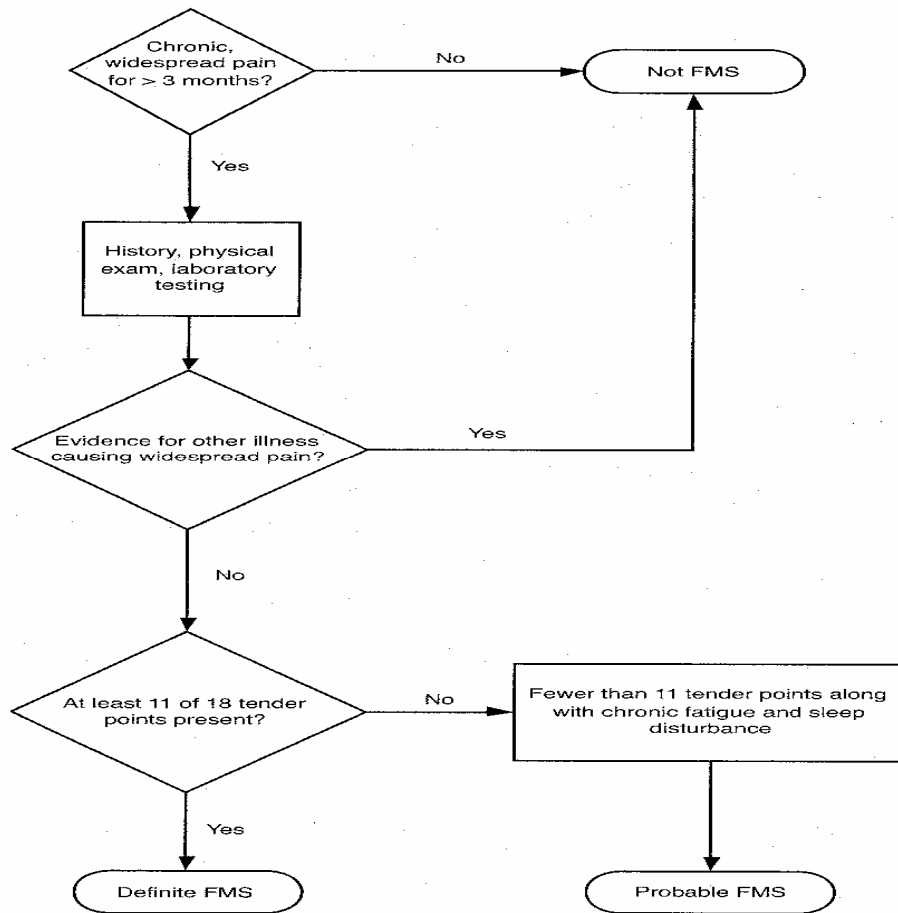 Chronic,
widespread pain
for > 3 months?
No
Not FMS
Yes
History, physical
exam, laboratory
testing
Evidence for other illness
causing widespread pain?
Yes
No
At least 11 of 18 tender
points present?
No
Fewer than 11 tender points along
with chronic fatigue and sleep
disturbance
Yes
Definite FMS
Probable FMS